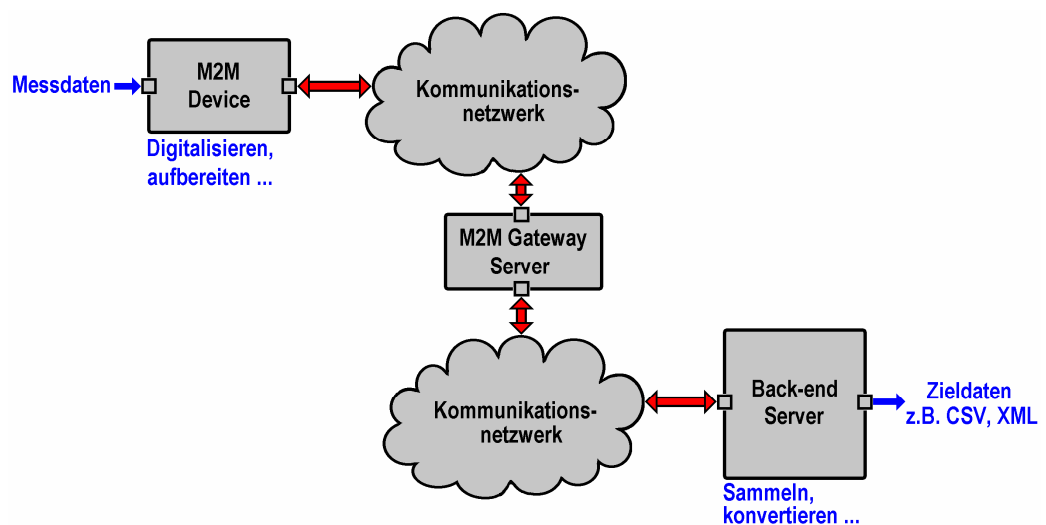 Messdaten
M2M
Device
Digitalisieren,
aufbereiten ...
Kommunikations-
netzwerk
M2M Gateway
Server
Kommunikations-
netzwerk
Back-end
Server
Sammeln,
konvertieren ...
Zieldaten
z.B. CSV, XML